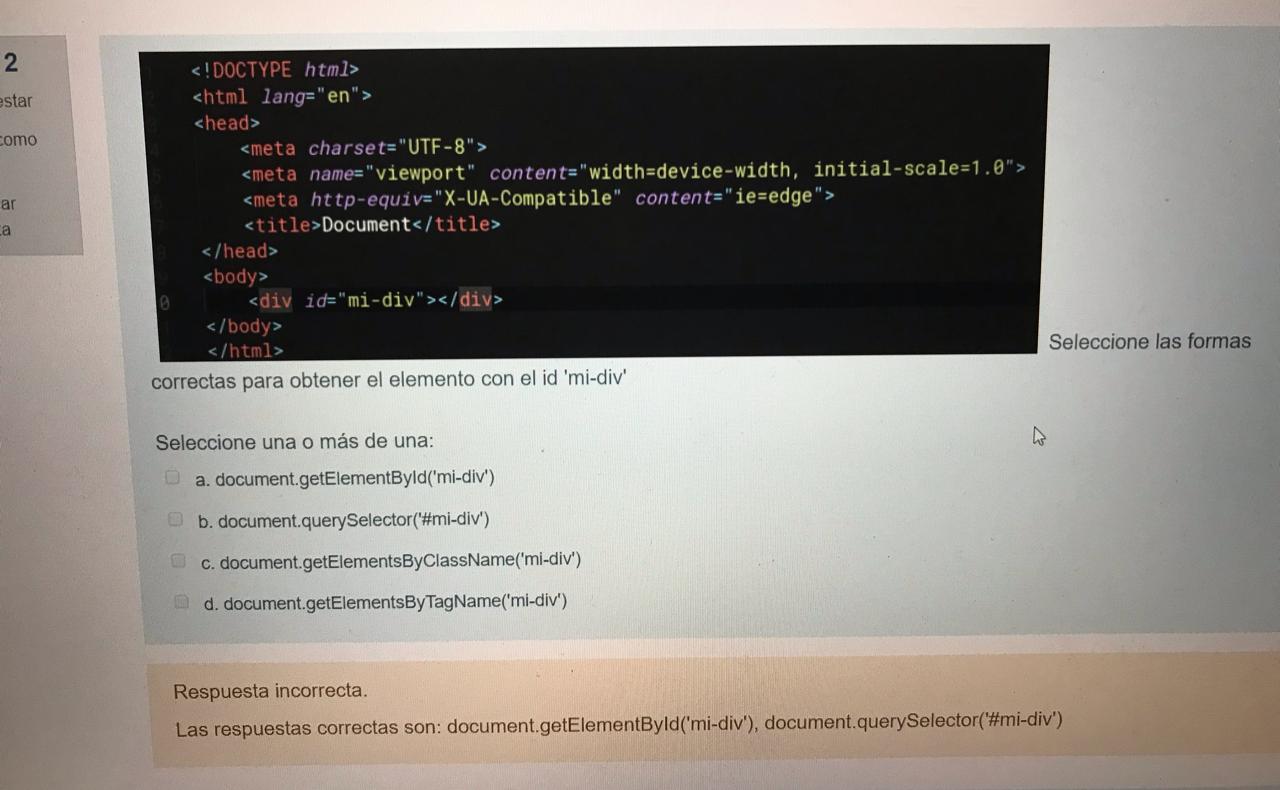 2
estar
como
ar
a
<!DOCTYPE html>
<html lang="en">
<head>
<meta charset="UTF-8">
<meta name="viewport" content="width=device-width, initial-scale=1.0">
<meta http-equiv="X-UA-Compatible" content="ie=edge">
<title>Document</title>
</head>
<body>
0 <div id="mi-div"></div>
</body>
</html>
Seleccione las formas
correctas para obtener el elemento con el id 'mi-div'
Seleccione una o más de una:
a. document.getElementById('mi-div')
b. document.querySelector('#mi-div')
c. document.getElementsByClassName('mi-div')
d. document.getElementsByTagName('mi-div')
Respuesta incorrecta.
Las respuestas correctas son: document.getElementById('mi-div'), document.querySelector('#mi-div')